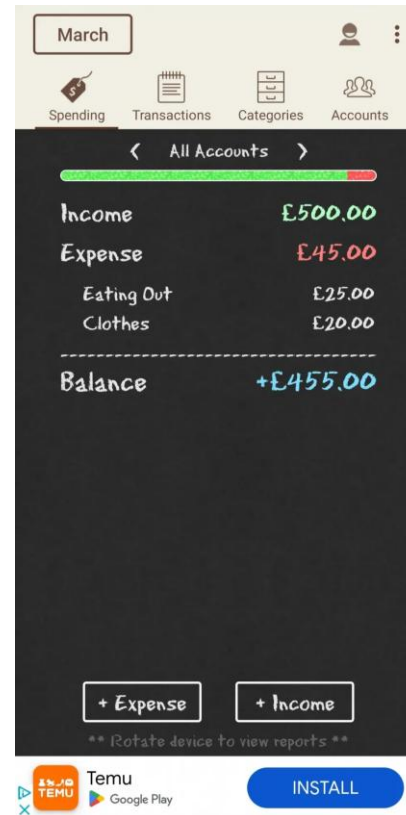 March
Spending Transactions Categories Accounts
All Accounts
Income £500.00
Expense £45.00
Eating Out £25.00
Clothes £20.00
Balance +£455.00
+ Expense + Income
** Rotate device to view reports **
Temu
TEMU
Google Play
INSTALL